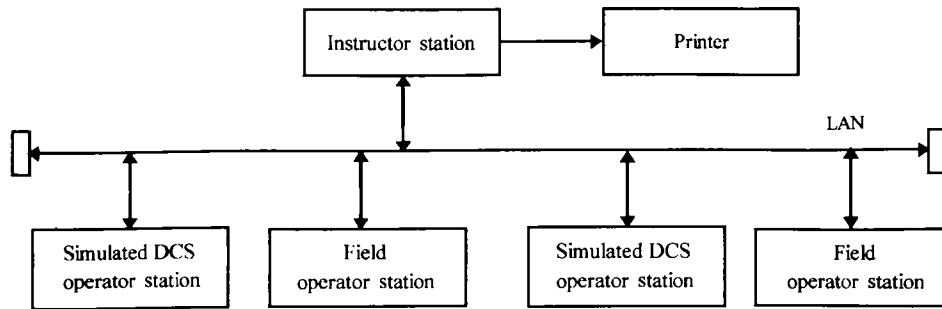 Instructor station
Printer
LAN
Simulated DCS
operator station
Field
operator station
Simulated DCS
operator station
Field
operator station